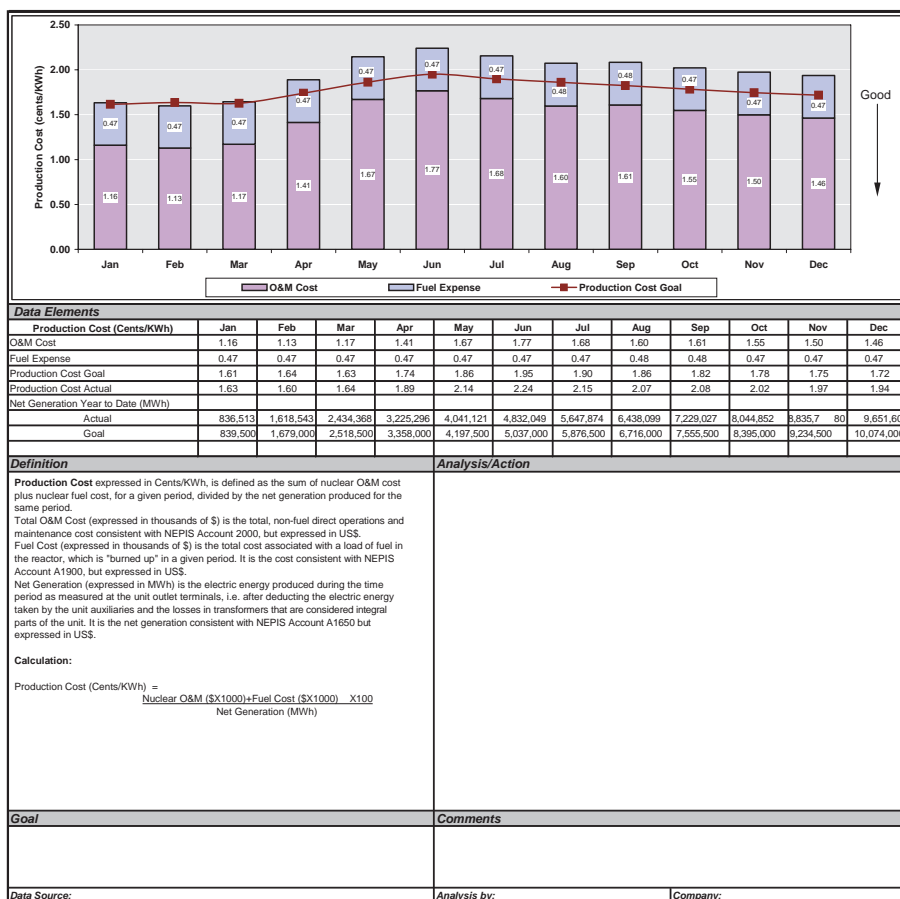 2.50
2.00
1.50
1.00
0.50
0.00
Production Cost (cents/KWh)
0.47 0.47 0.47 0.47 0.47 0.47 0.47 0.48 0.48 0.47 0.47 0.47
1.16 1.13 1.17 1.41 1.67 1.77 1.68 1.60 1.61 1.55 1.50 1.46
Good
Jan Feb Mar Apr May Jun Jul Aug Sep Oct Nov Dec
O&M Cost Fuel Expense Production Cost Goal
Data Elements
Production Cost (Cents/KWh) Jan Feb Mar Apr May Jun Jul Aug Sep Oct Nov Dec
O&M Cost 1.16 1.13 1.17 1.41 1.67 1.77 1.68 1.60 1.61 1.55 1.50 1.46
Fuel Expense 0.47 0.47 0.47 0.47 0.47 0.47 0.47 0.48 0.48 0.47 0.47 0.47
Production Cost Goal 1.61 1.64 1.63 1.74 1.86 1.95 1.90 1.86 1.82 1.78 1.75 1.72
Production Cost Actual 1.63 1.60 1.64 1.89 2.14 2.24 2.15 2.07 2.08 2.02 1.97 1.94
Net Generation Year to Date (MWh)
Actual 836,513 1,618,543 2,434,368 3,225,296 4,041,121 4,832,049 5,647,874 6,438,099 7,229,027 8,044,852 8,835,7 80 9,651,60
Goal 839,500 1,679,000 2,518,500 3,358,000 4,197,500 5,037,000 5,876,500 6,716,000 7,555,500 8,395,000 9,234,500 10,074,00
Definition
Production Cost expressed in Cents/KWh, is defined as the sum of nuclear O&M cost
plus nuclear fuel cost, for a given period, divided by the net generation produced for the
same period.
Total O&M Cost (expressed in thousands of $) is the total, non-fuel direct operations and
maintenance cost consistent with NEPIS Account 2000, but expressed in US$.
Fuel Cost (expressed in thousands of $) is the total cost associated with a load of fuel in
the reactor, which is "burned up" in a given period. It is the cost consistent with NEPIS
Account A1900, but expressed in US$.
Net Generation (expressed in MWh) is the electric energy produced during the time
period as measured at the unit outlet terminals, i.e. after deducting the electric energy
taken by the unit auxiliaries and the losses in transformers that are considered integral
parts of the unit. It is the net generation consistent with NEPIS Account A1650 but
expressed in US$.
Calculation:
Production Cost (Cents/KWh) =
Nuclear O&M ($X1000)+Fuel Cost ($X1000) X100
Net Generation (MWh)
Analysis/Action
Goal
Comments
Data Source:
Analysis by:
Company: